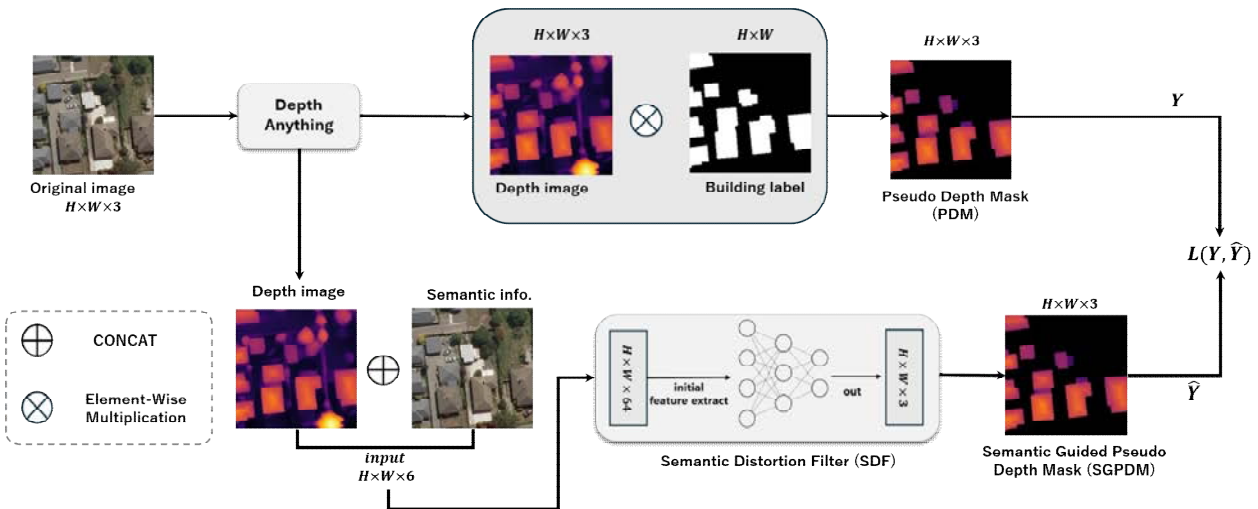 H×W×3
H×W
H×W×3
Depth
Anything
Y
Original image
H×W×3
Depth image
Building label
Pseudo Depth Mask
(PDM)
L(Y, Ŷ)
Depth image
Semantic info.
H×W×3
CONCAT
Element-Wise
Multiplication
H×W×64
initial
feature extract
out
H×W×3
Ŷ
input
H×W×6
Semantic Distortion Filter (SDF)
Semantic Guided Pseudo
Depth Mask (SGPDM)